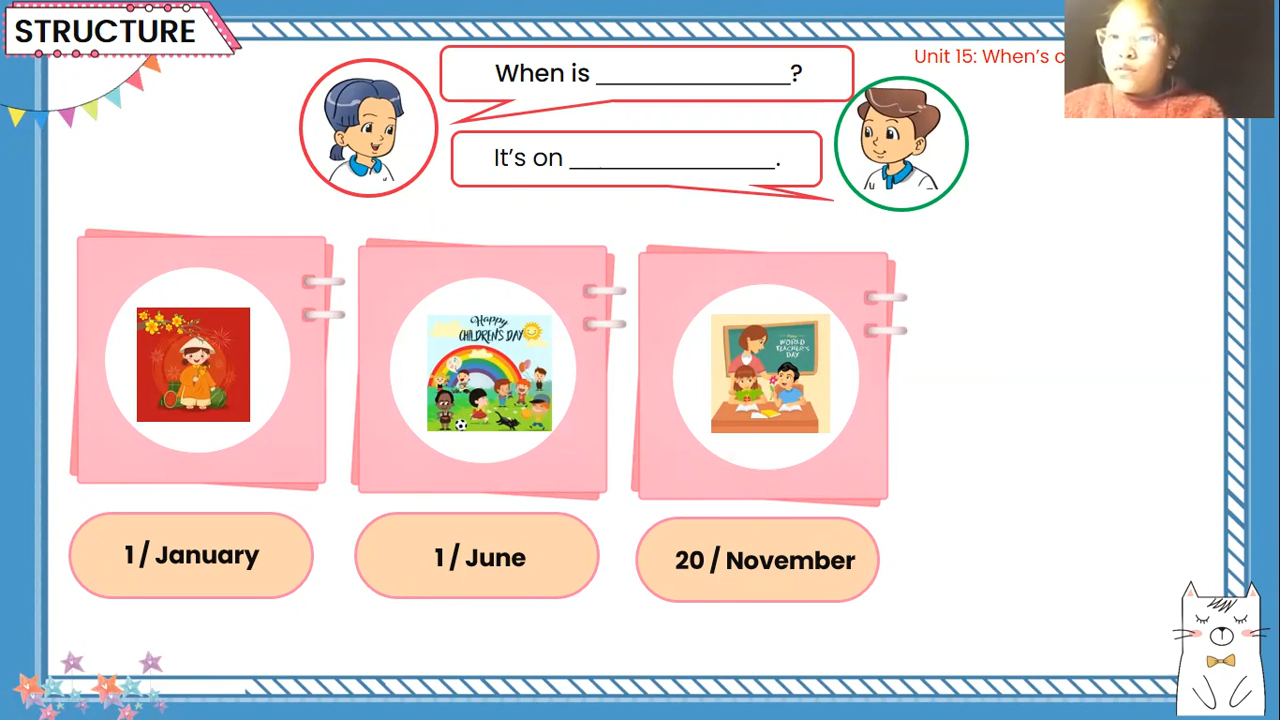 STRUCTURE
Unit 15: When's c
When is ______________?
It's on _______________.
Happy
CHILDREN'S DAY
WORLD
TEACHER'S
DAY
1 / January
1 / June
20 / November